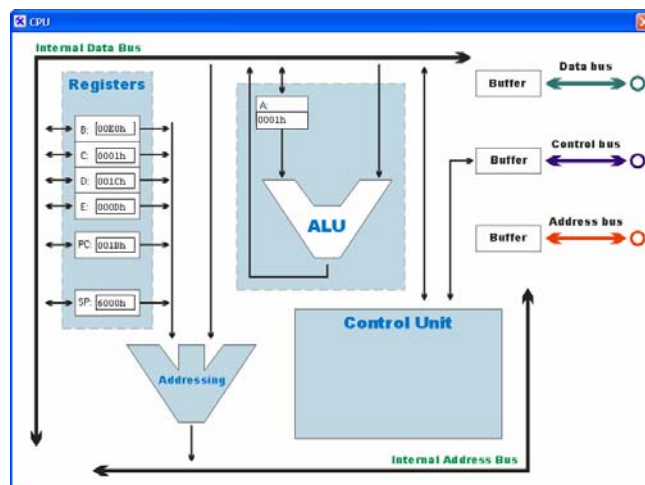 CPU
Internal Data Bus
Registers
B: 00E0h
C: 0001h
D: 001Ch
E: 000Dh
PC: 001Bh
SP: 6000h
A:
0001h
ALU
Addressing
Control Unit
Data bus
Buffer
Control bus
Buffer
Address bus
Buffer
Internal Address Bus